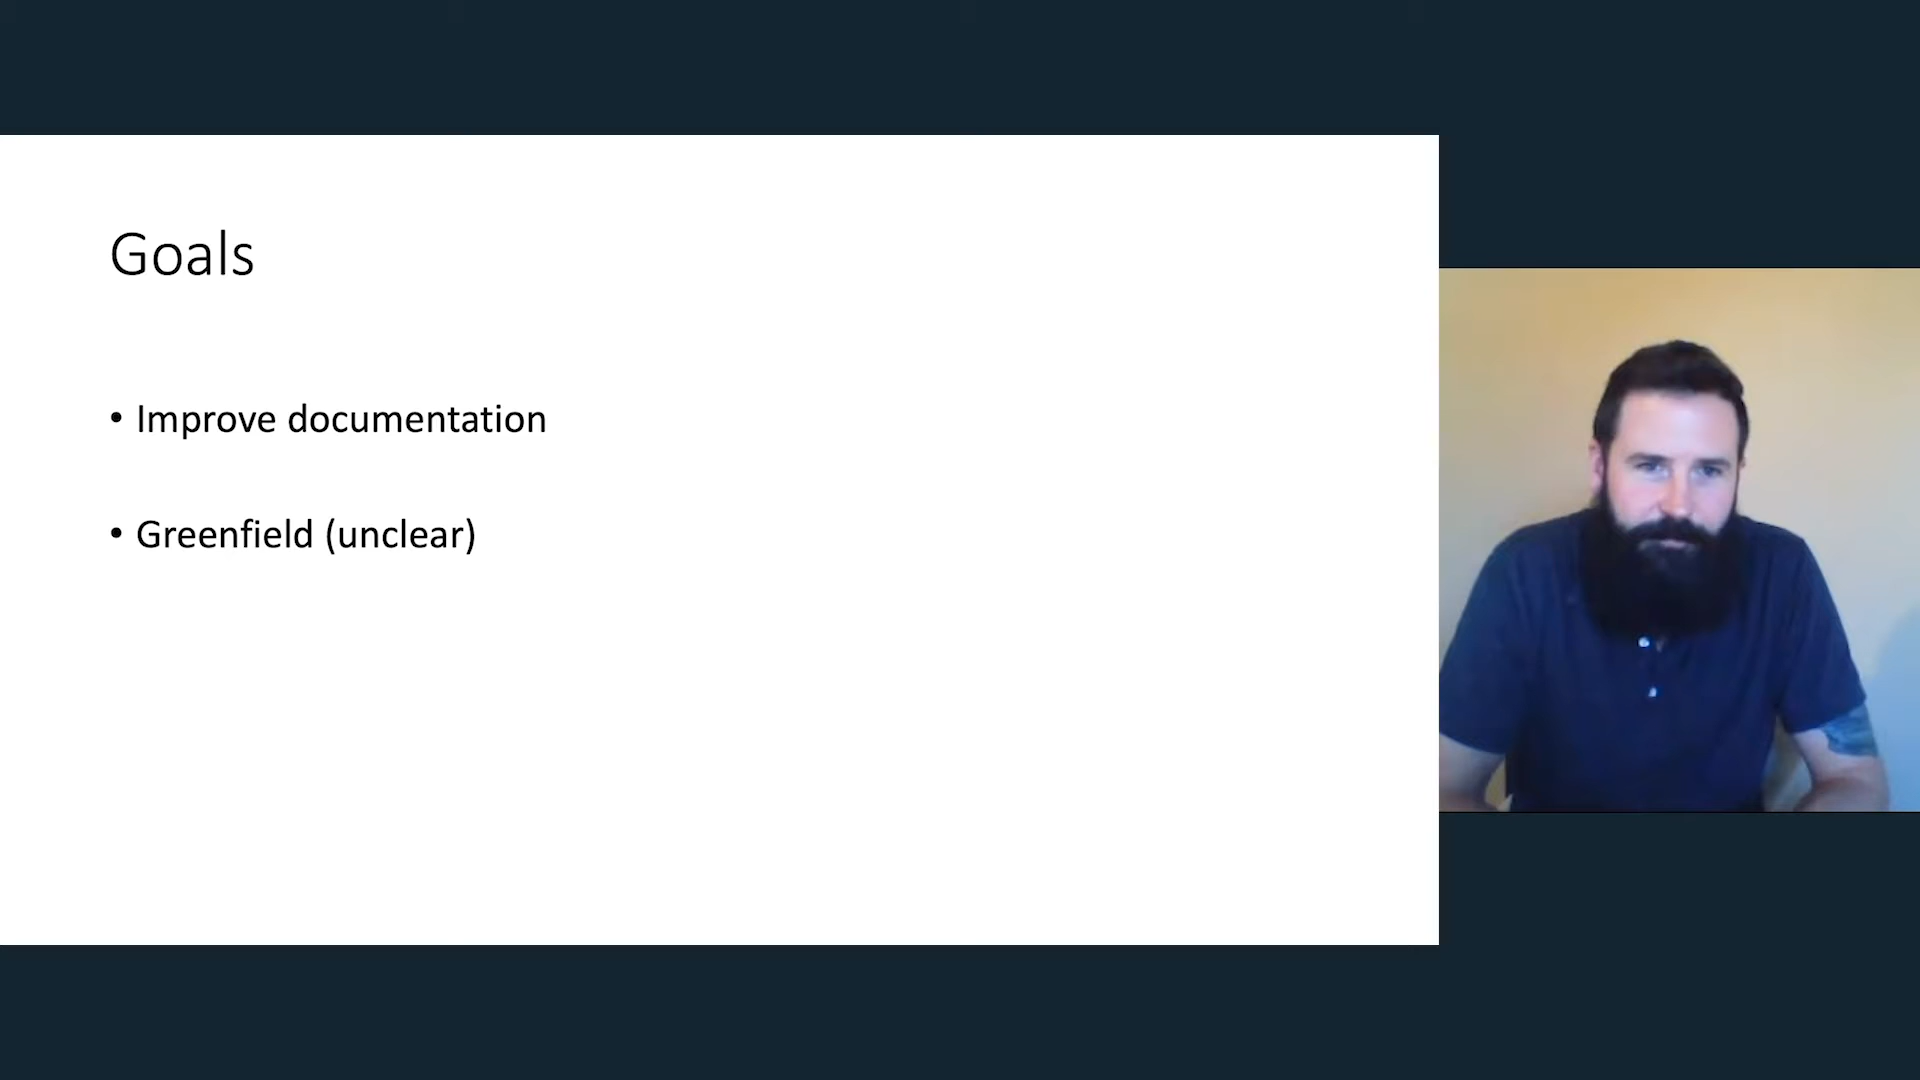 Goals
• Improve documentation
• Greenfield (unclear)